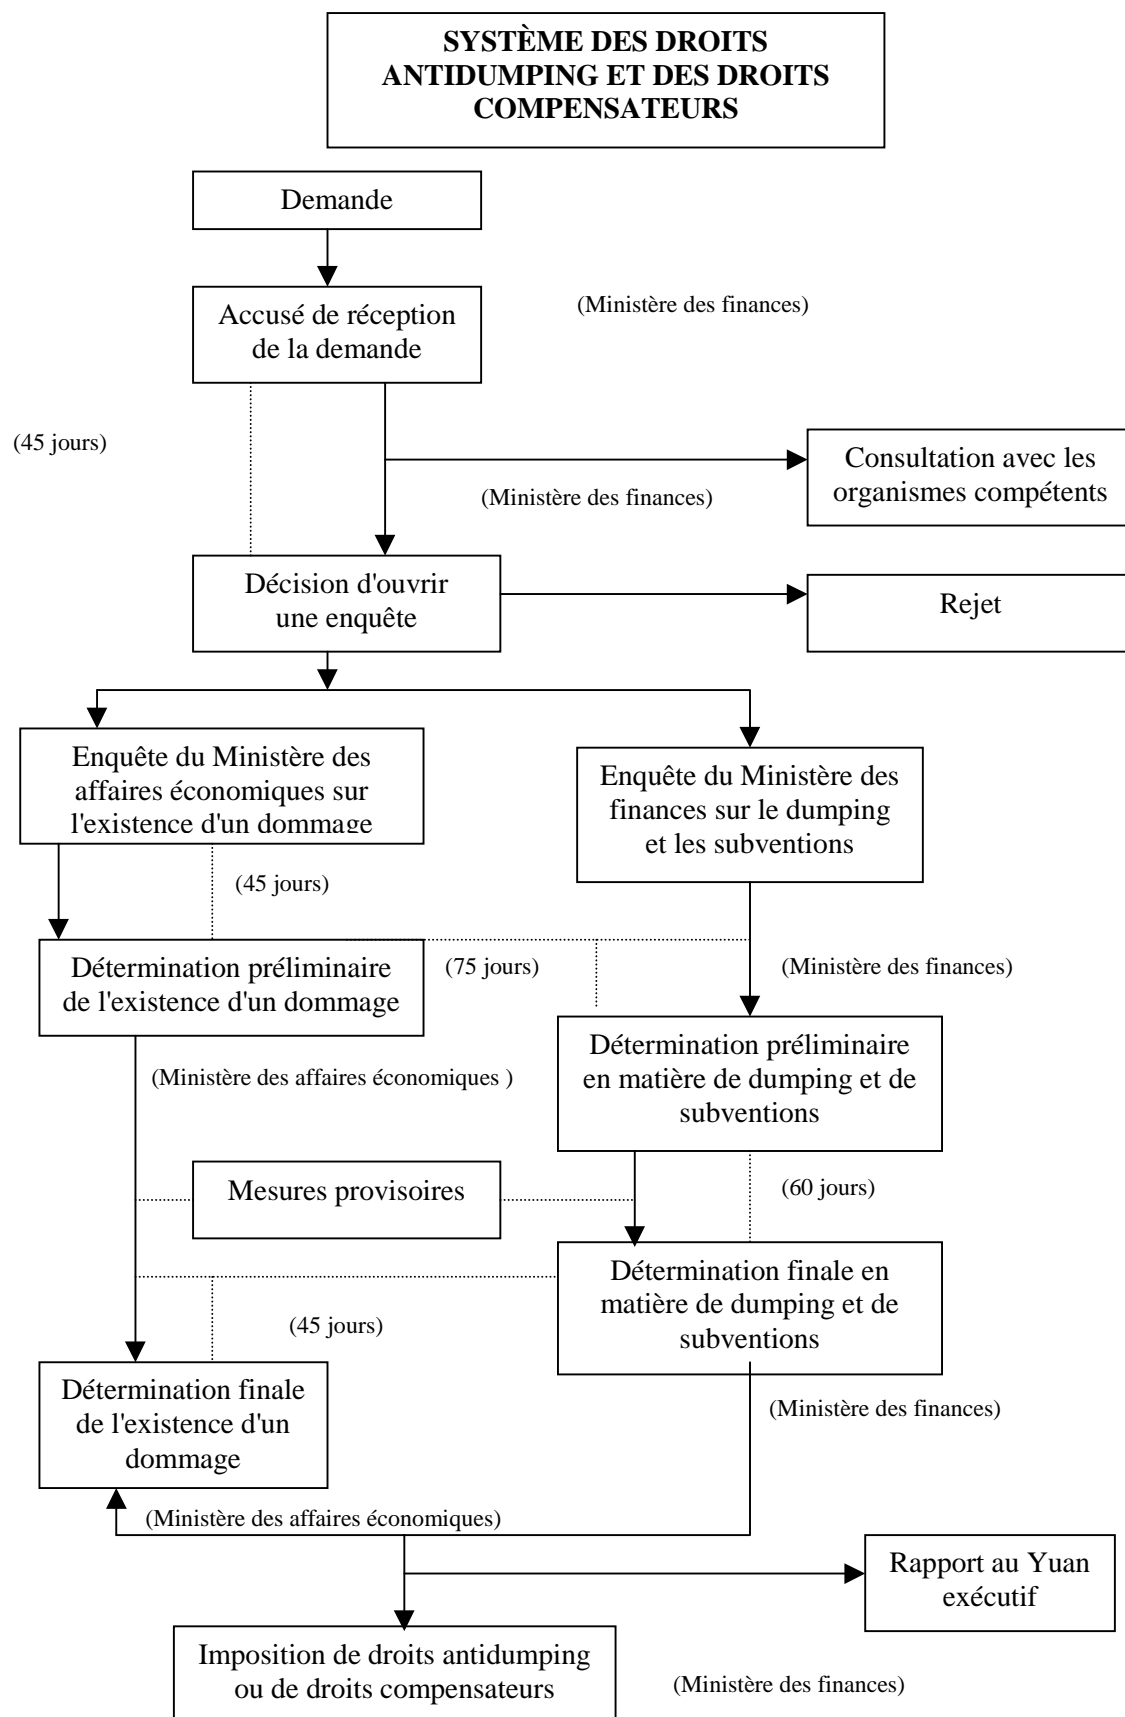 SYSTÈME DES DROITS
ANTIDUMPING ET DES DROITS
COMPENSATEURS
Demande
Accusé de réception
de la demande
(Ministère des finances)
(45 jours)
Consultation avec les
organismes compétents
(Ministère des finances)
Décision d'ouvrir
une enquête
Rejet
Enquête du Ministère des
affaires économiques sur
l'existence d'un dommage
Enquête du Ministère des
finances sur le dumping
et les subventions
(45 jours)
Détermination préliminaire
de l'existence d'un dommage
(75 jours)
(Ministère des finances)
Détermination préliminaire
en matière de dumping et de
subventions
(Ministère des affaires économiques )
Mesures provisoires
(60 jours)
Détermination finale en
matière de dumping et de
subventions
(45 jours)
Détermination finale
de l'existence d'un
dommage
(Ministère des finances)
(Ministère des affaires économiques)
Rapport au Yuan
exécutif
Imposition de droits antidumping
ou de droits compensateurs
(Ministère des finances)